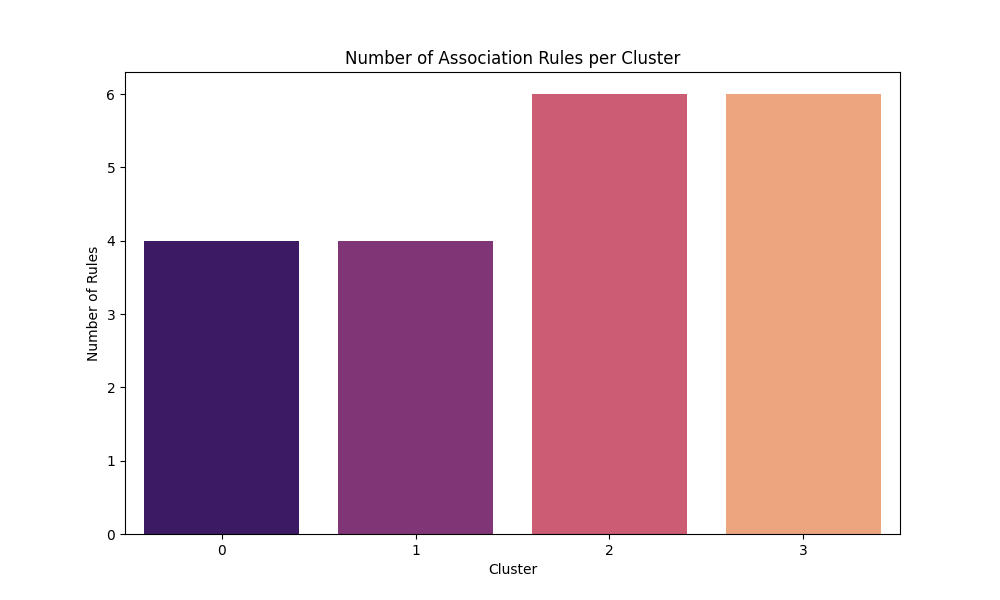 Number of Association Rules per Cluster
6
5
4
3
2
1
0
Number of Rules
0 1 2 3
Cluster